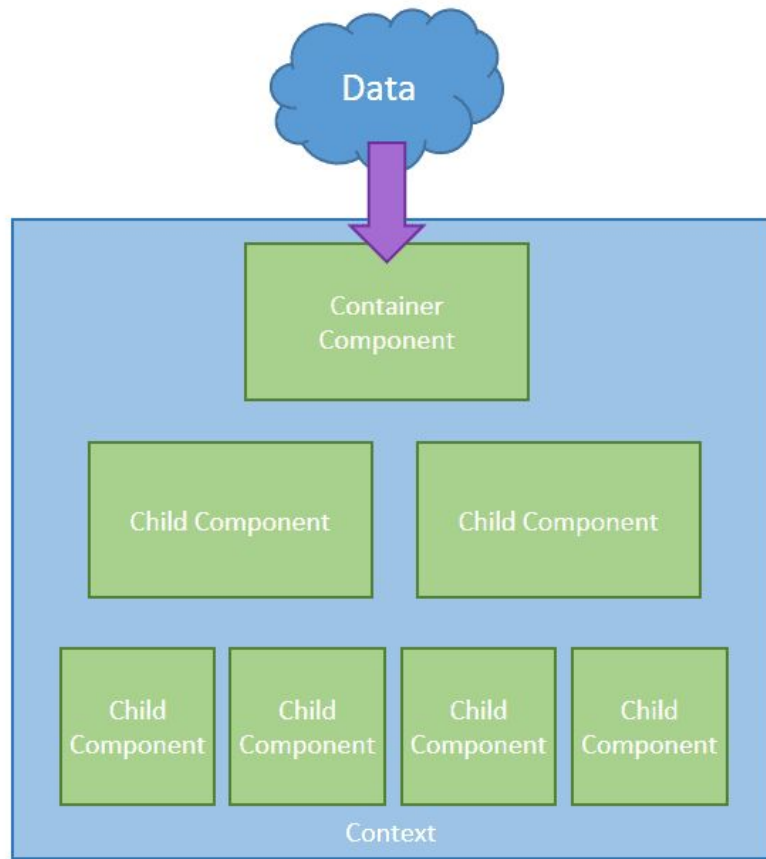 Data
Container
Component
Child Component
Child Component
Child
Component
Child
Component
Child
Component
Child
Component
Context